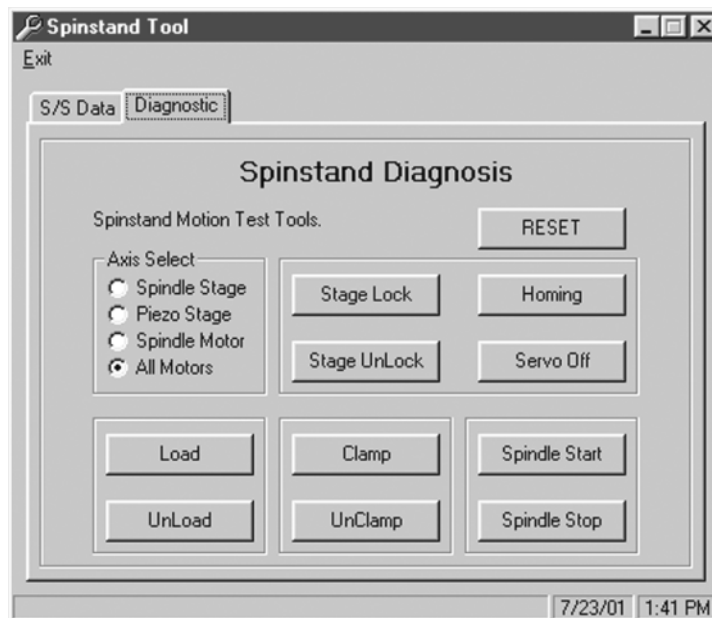 Spinstand Tool
Exit
S/S Data Diagnostic
Spinstand Diagnosis
Spinstand Motion Test Tools.
RESET
Axis Select
Spindle Stage
Piezo Stage
Spindle Motor
All Motors
Stage Lock Homing
Stage UnLock Servo Off
Load Clamp Spindle Start
UnLoad UnClamp Spindle Stop
7/23/01 1:41 PM